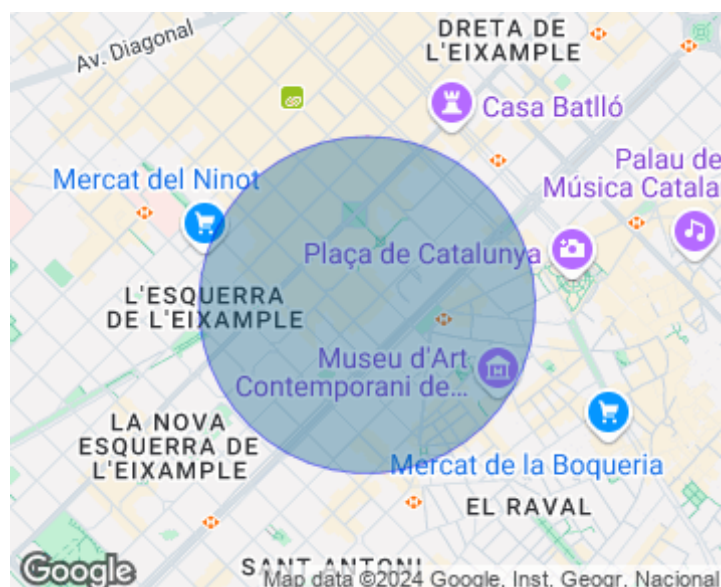 DRETA DE
L'EIXAMPLE
Av. Diagonal
Casa Batlló
Palau de
Música Catala
Mercat del Ninot
Plaça de Catalunya
L'ESQUERRA
DE L'EIXAMPLE
Museu d'Art
Contemporani de...
LA NOVA
ESQUERRA DE
L'EIXAMPLE
Mercat de la Boqueria
EL RAVAL
SANT ANTONI
Google
Map data ©2024 Google, Inst. Geogr. Nacional